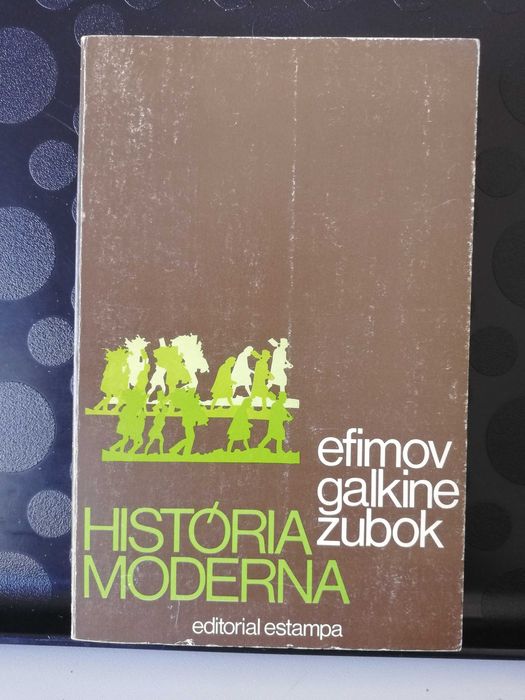 efimov
galkine
zubok
HISTÓRIA
MODERNA
editorial estampa